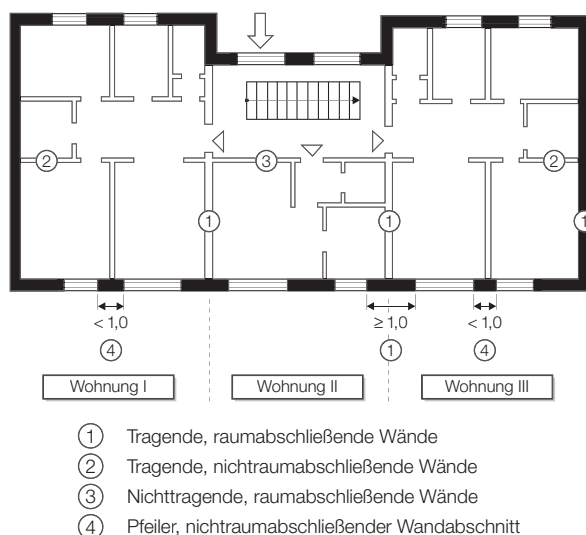 2
3
2
1
1
1
< 1,0
≥ 1,0
< 1,0
4
1
4
Wohnung I
Wohnung II
Wohnung III
1 Tragende, raumabschließende Wände
2 Tragende, nichtraumabschließende Wände
3 Nichttragende, raumabschließende Wände
4 Pfeiler, nichtraumabschließender Wandabschnitt